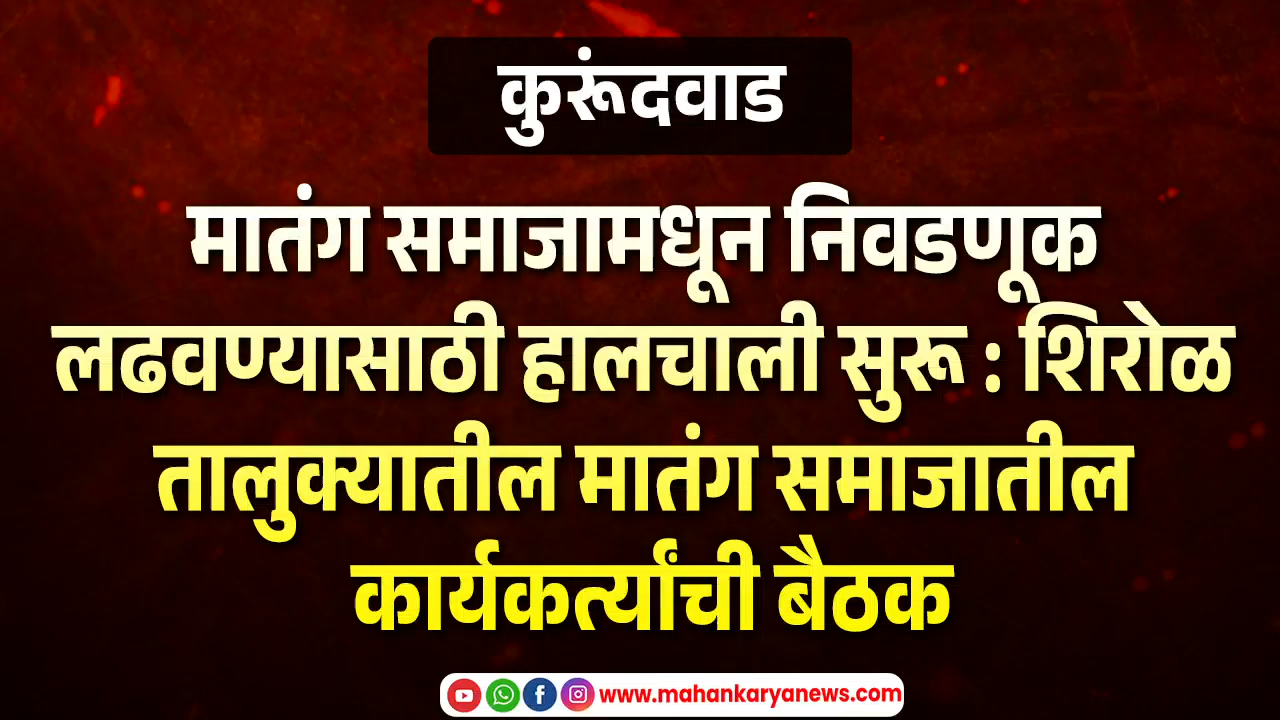 कुरूंदवाड
मातंग समाजामधून निवडणूक
लढवण्यासाठी हालचाली सुरू : शिरोळ
तालुक्यातील मातंग समाजातील
कार्यकर्त्यांची बैठक
www.mahankaryanews.com